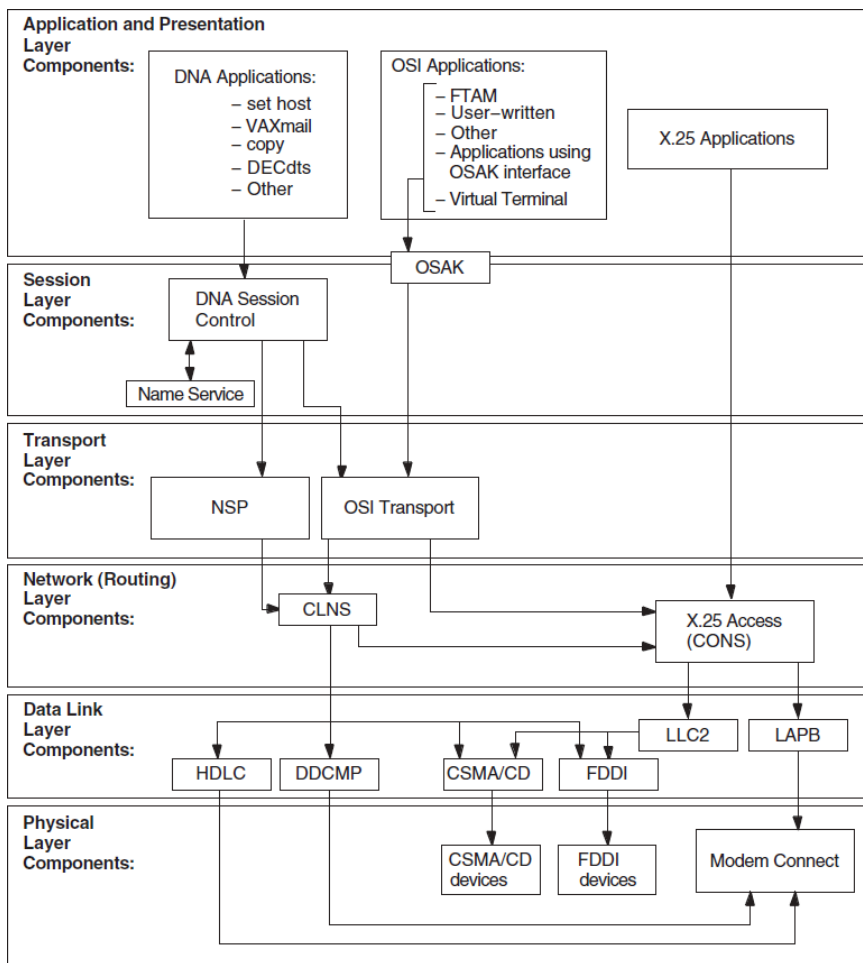 Application and Presentation
Layer
Components:
DNA Applications:
– set host
– VAXmail
– copy
– DECdts
– Other
OSI Applications:
– FTAM
– User–written
– Other
– Applications using
OSAK interface
– Virtual Terminal
X.25 Applications
OSAK
Session
Layer
Components:
DNA Session
Control
Name Service
Transport
Layer
Components:
NSP
OSI Transport
Network (Routing)
Layer
Components:
CLNS
X.25 Access
(CONS)
Data Link
Layer
Components:
LLC2
LAPB
HDLC
DDCMP
CSMA/CD
FDDI
Physical
Layer
Components:
CSMA/CD
devices
FDDI
devices
Modem Connect